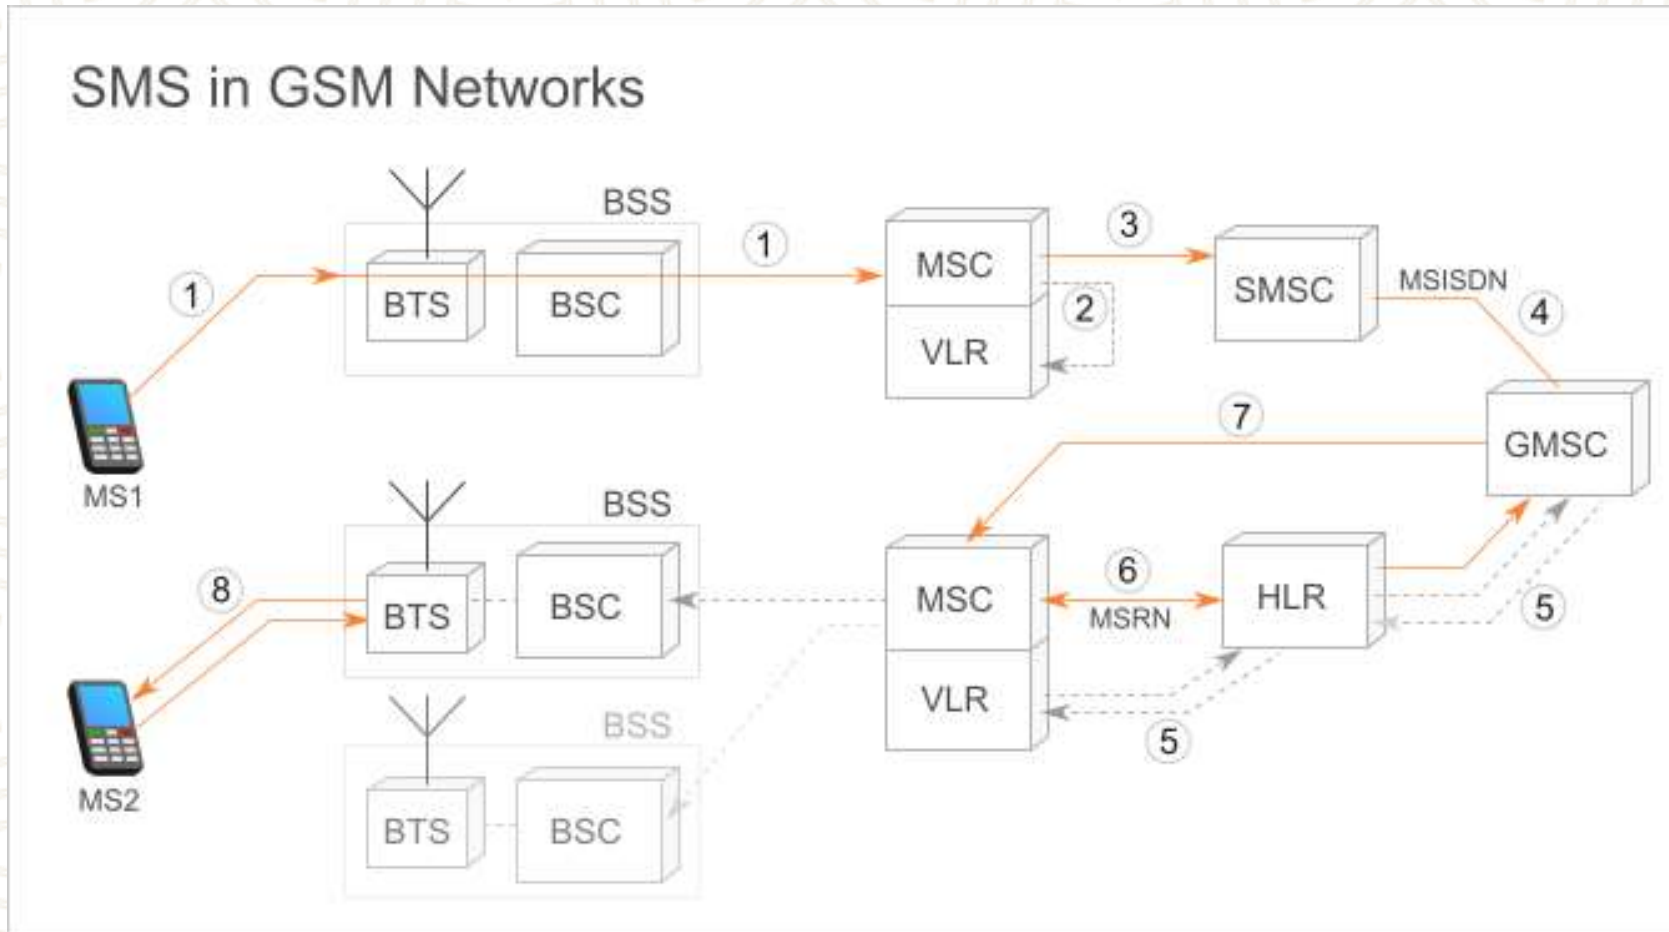 SMS in GSM Networks
BSS
1
BTS
BSC
1
MSC
VLR
2
3
SMSC
MSISDN
4
MS1
7
GMSC
BSS
8
BTS
BSC
MSC
VLR
6
MSRN
HLR
5
5
MS2
BSS
BTS
BSC